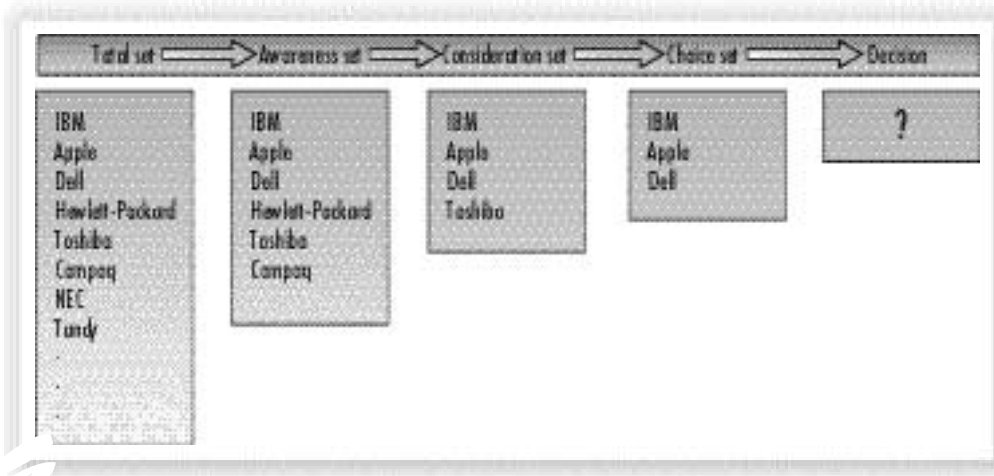 Total set Awareness set Consideration set Choice set Decision
IBM
Apple
Dell
Hewlett-Packard
Toshiba
Compaq
NEC
Tandy
.
.
.
IBM
Apple
Dell
Hewlett-Packard
Toshiba
Compaq
IBM
Apple
Dell
Toshiba
IBM
Apple
Dell
?